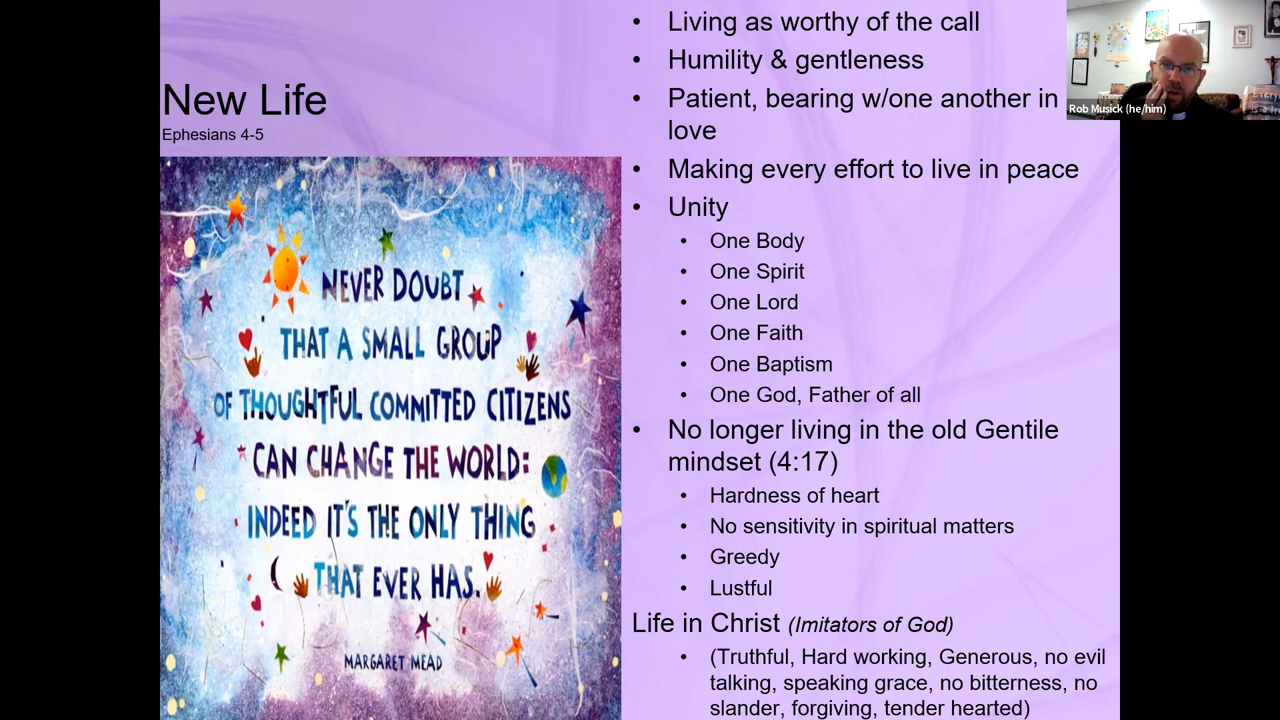 New Life
Ephesians 4-5
NEVER DOUBT
THAT A SMALL GROUP
OF THOUGHTFUL COMMITTED CITIZENS
CAN CHANGE THE WORLD:
INDEED IT'S THE ONLY THING
THAT EVER HAS.
MARGARET MEAD
• Living as worthy of the call
• Humility & gentleness
• Patient, bearing w/one another in
love
• Making every effort to live in peace
• Unity
• One Body
• One Spirit
• One Lord
• One Faith
• One Baptism
• One God, Father of all
• No longer living in the old Gentile
mindset (4:17)
• Hardness of heart
• No sensitivity in spiritual matters
• Greedy
• Lustful
Life in Christ (Imitators of God)
• (Truthful, Hard working, Generous, no evil
talking, speaking grace, no bitterness, no
slander, forgiving, tender hearted)
Rob Musick (he/him)